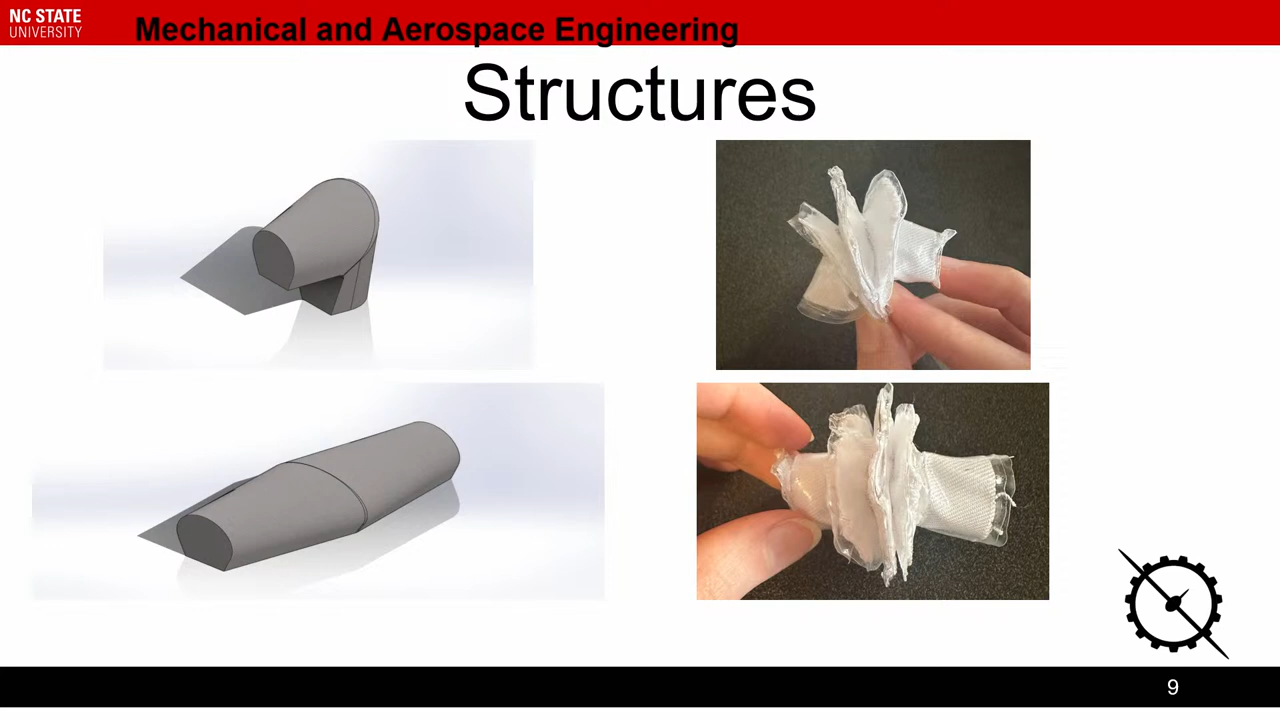 NC STATE
UNIVERSITY
Mechanical and Aerospace Engineering
Structures
9